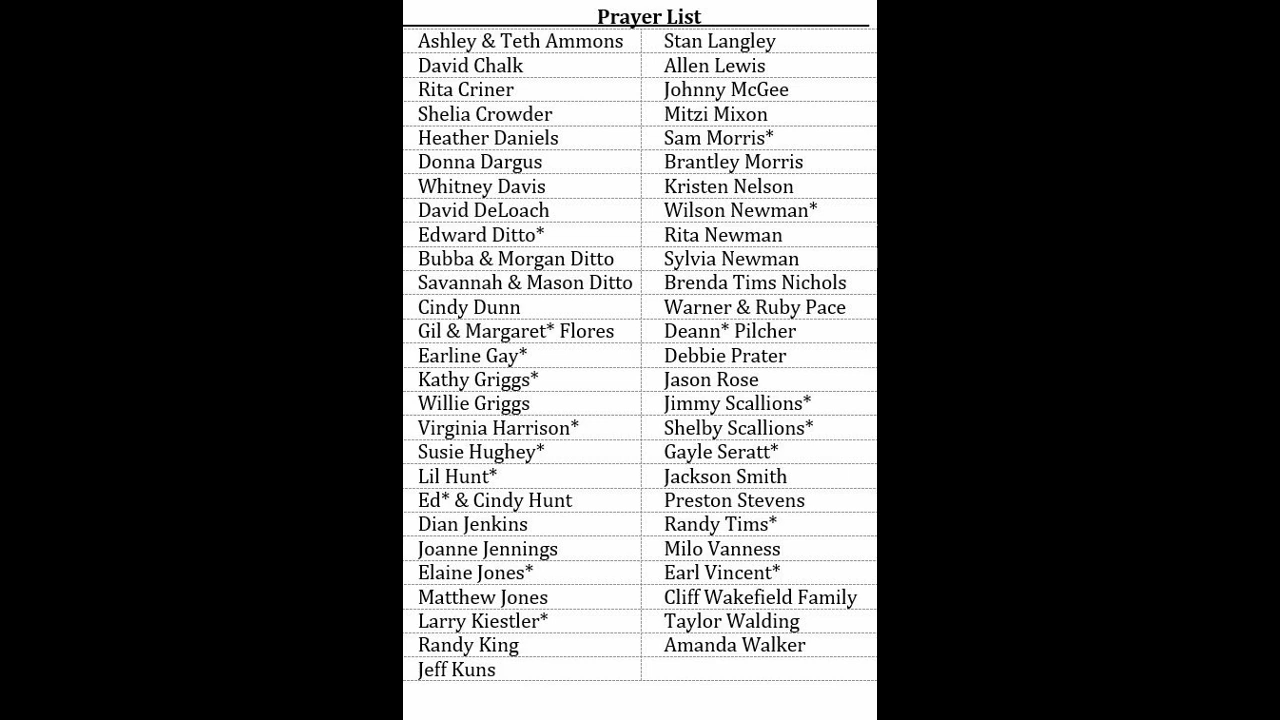 Prayer List
Ashley & Teth Ammons
David Chalk
Rita Criner
Shelia Crowder
Heather Daniels
Donna Dargus
Whitney Davis
David DeLoach
Edward Ditto*
Bubba & Morgan Ditto
Savannah & Mason Ditto
Cindy Dunn
Gil & Margaret* Flores
Earline Gay*
Kathy Griggs*
Willie Griggs
Virginia Harrison*
Susie Hughey*
Lil Hunt*
Ed* & Cindy Hunt
Dian Jenkins
Joanne Jennings
Elaine Jones*
Matthew Jones
Larry Kiestler*
Randy King
Jeff Kuns
Stan Langley
Allen Lewis
Johnny McGee
Mitzi Mixon
Sam Morris*
Brantley Morris
Kristen Nelson
Wilson Newman*
Rita Newman
Sylvia Newman
Brenda Tims Nichols
Warner & Ruby Pace
Deann* Pilcher
Debbie Prater
Jason Rose
Jimmy Scallions*
Shelby Scallions*
Gayle Seratt*
Jackson Smith
Preston Stevens
Randy Tims*
Milo Vanness
Earl Vincent*
Cliff Wakefield Family
Taylor Walding
Amanda Walker